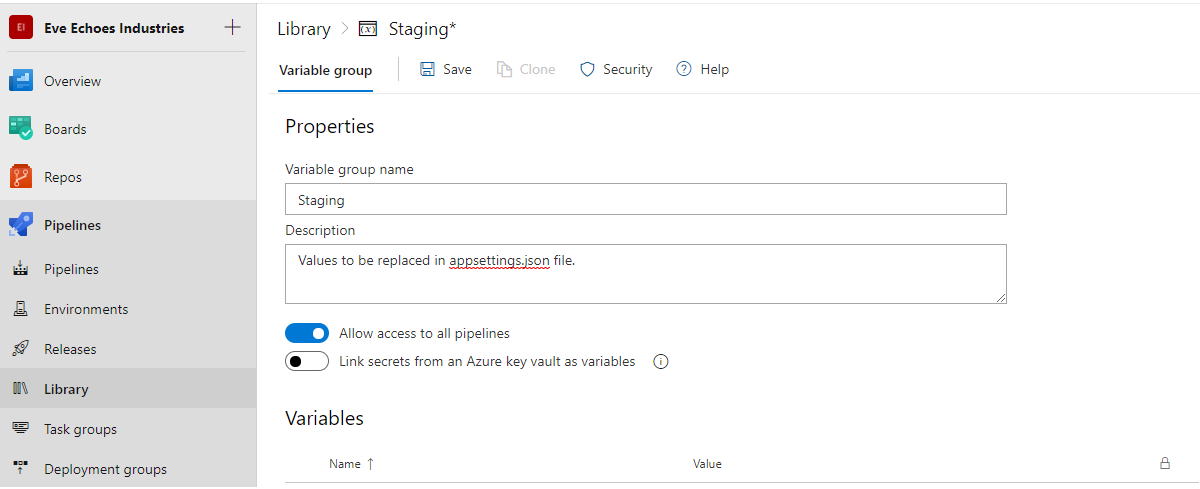 EI Eve Echoes Industries +
Overview
Boards
Repos
Pipelines
Pipelines
Environments
Releases
Library
Task groups
Deployment groups
Library > (x) Staging*
Variable group
Save
Clone
Security
? Help
Properties
Variable group name
Staging
Description
Values to be replaced in appsettings.json file.
Allow access to all pipelines
Link secrets from an Azure key vault as variables i
Variables
Name ↑ Value